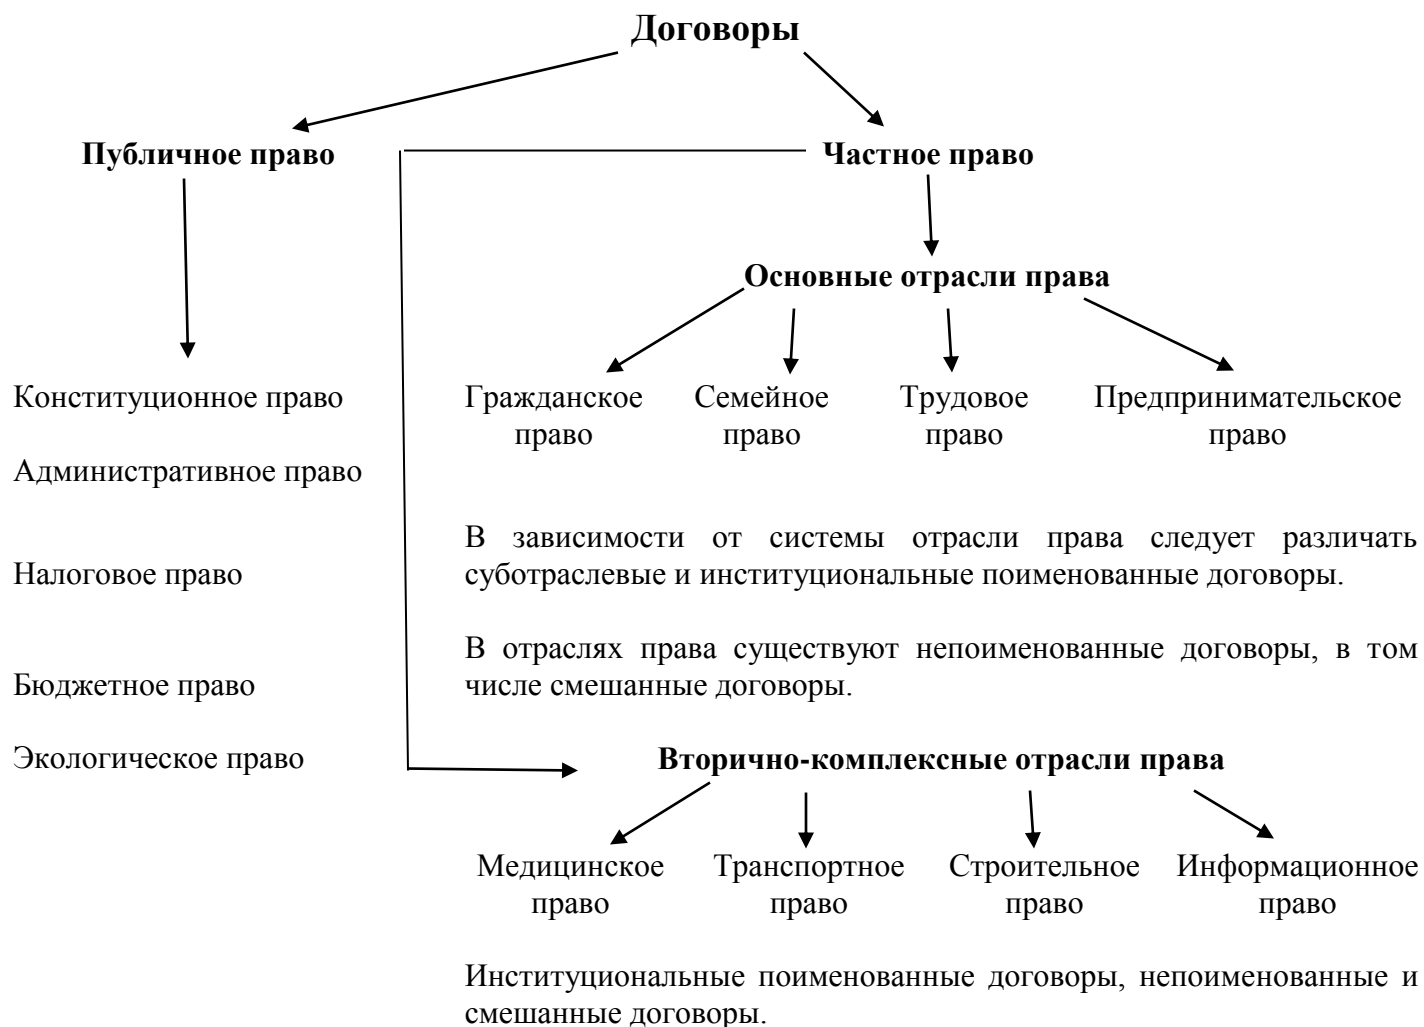 Договоры
Публичное право
Частное право
Основные отрасли права
Конституционное право
Административное право
Налоговое право
Бюджетное право
Экологическое право
Гражданское
право
Семейное
право
Трудовое
право
Предпринимательское
право
В зависимости от системы отрасли права следует различать
суботраслевые и институциональные поименованные договоры.
В отраслях права существуют непоименованные договоры, в том
числе смешанные договоры.
Вторично-комплексные отрасли права
Медицинское
право
Транспортное
право
Строительное
право
Информационное
право
Институциональные поименованные договоры, непоименованные и
смешанные договоры.